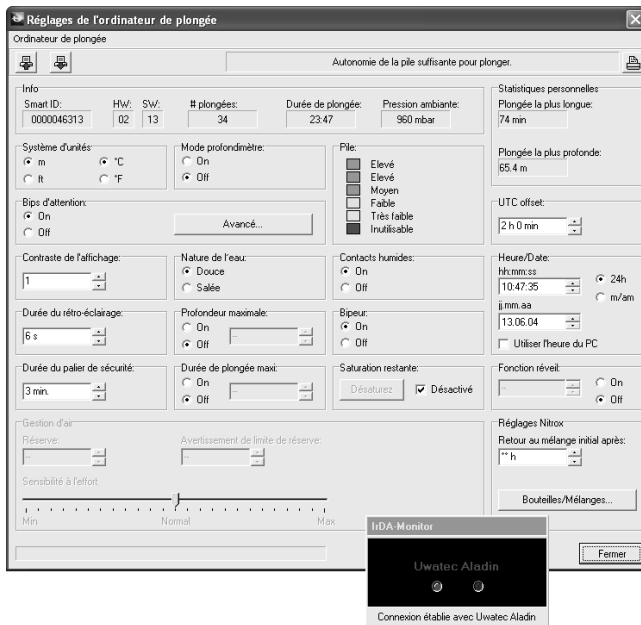 Réglages de l'ordinateur de plongée
Ordinateur de plongée
Autonomie de la pile suffisante pour plonger.
Info
Smart ID: HW: SW: # plongées: Durée de plongée: Pression ambiante:
0000046313 02 13 34 23:47 960 mbar
Statistiques personnelles
Plongée la plus longue:
74 min
Plongée la plus profonde:
65.4 m
Système d'unités:
m °C
ft °F
Mode profondimètre:
On
Off
Pile:
Elevé
Elevé
Moyen
Faible
Très faible
Inutilisable
Bips d'attention:
On
Off
Avancé...
UTC offset:
2 h 0 min
Contraste de l'affichage:
1
Nature de l'eau:
Douce
Salée
Contacts humides:
On
Off
Heure/Date:
hh:mm:ss
10:47:35
24h
m/am
jj.mm.aa
13.06.04
Utiliser l'heure du PC
Durée du rétro-éclairage:
6 s
Profondeur maximale:
On
Off
--
Bipeur:
On
Off
Durée du palier de sécurité:
3 min.
Durée de plongée maxi:
On
Off
--
Saturation restante:
Désaturez Désactivé
Fonction réveil:
--
On
Off
Gestion d'air
Réserve: Avertissement de limite de réserve:
-- --
Sensibilité à l'effort
Min Normal Max
Réglages Nitrox
Retour au mélange initial après:
** h
Bouteilles/Mélanges...
Fermer
IrDA-Monitor
Uwatec Aladin
Connexion établie avec Uwatec Aladin